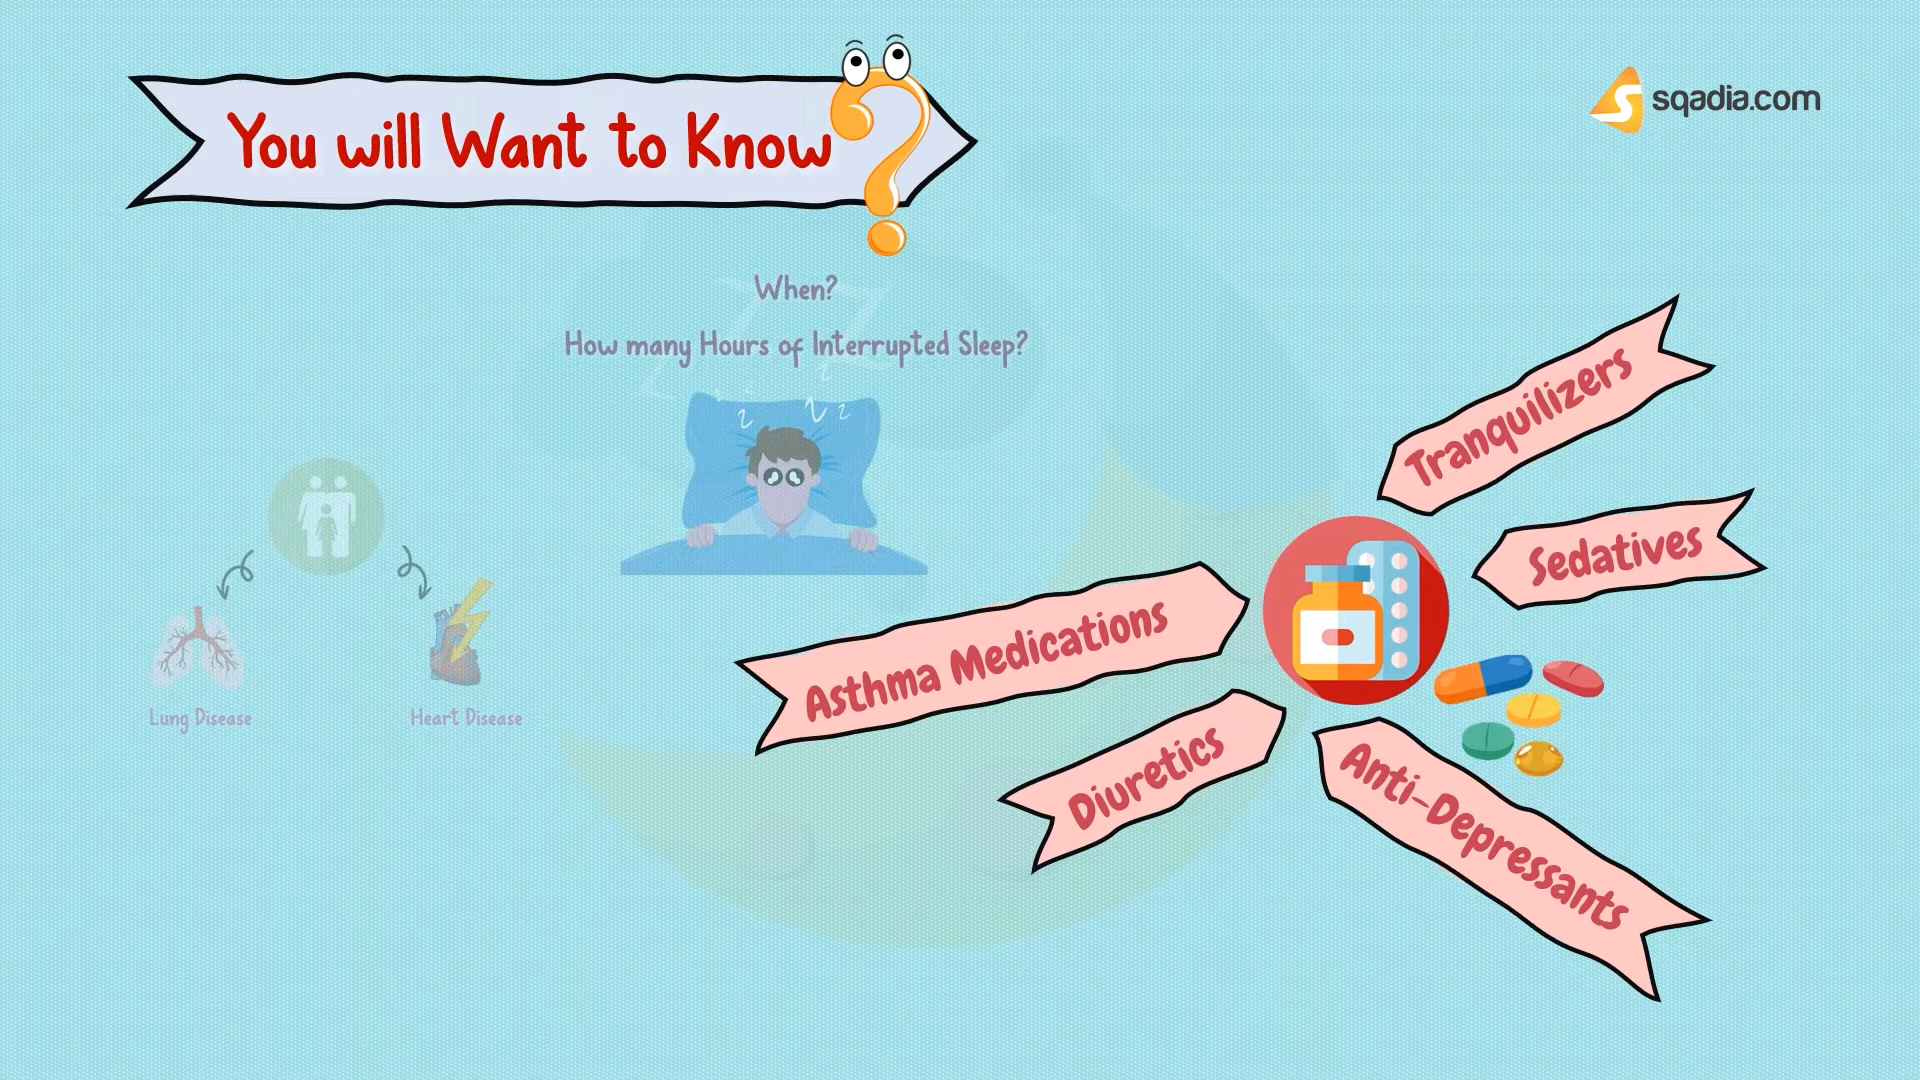 You will Want to Know
sqadia.com
When?
How many Hours of Interrupted Sleep?
Lung Disease
Heart Disease
Tranquilizers
Sedatives
Asthma Medications
Diuretics
Anti-Depressants